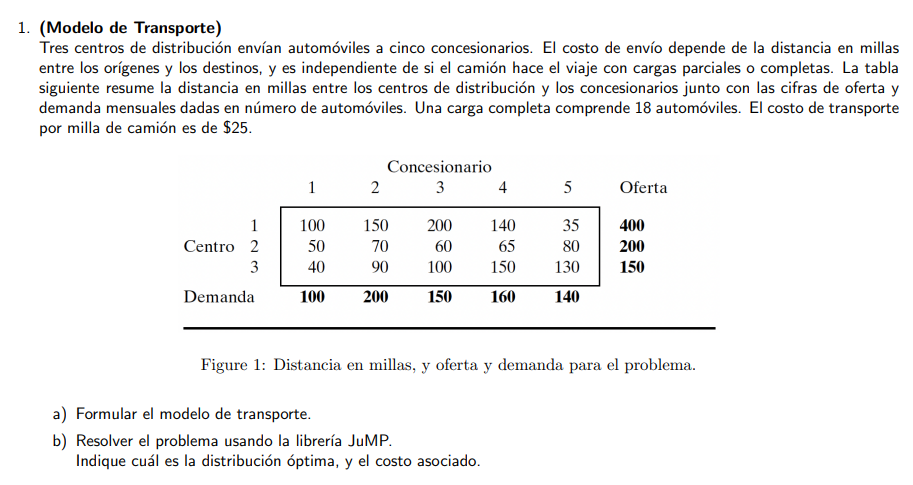 1. (Modelo de Transporte)
Tres centros de distribución envían automóviles a cinco concesionarios. El costo de envío depende de la distancia en millas
entre los orígenes y los destinos, y es independiente de si el camión hace el viaje con cargas parciales o completas. La tabla
siguiente resume la distancia en millas entre los centros de distribución y los concesionarios junto con las cifras de oferta y
demanda mensuales dadas en número de automóviles. Una carga completa comprende 18 automóviles. El costo de transporte
por milla de camión es de $25.
Concesionario
1 2 3 4 5 Oferta
1 100 150 200 140 35 400
Centro 2 50 70 60 65 80 200
3 40 90 100 150 130 150
Demanda 100 200 150 160 140
Figure 1: Distancia en millas, y oferta y demanda para el problema.
a) Formular el modelo de transporte.
b) Resolver el problema usando la librería JuMP.
Indique cuál es la distribución óptima, y el costo asociado.